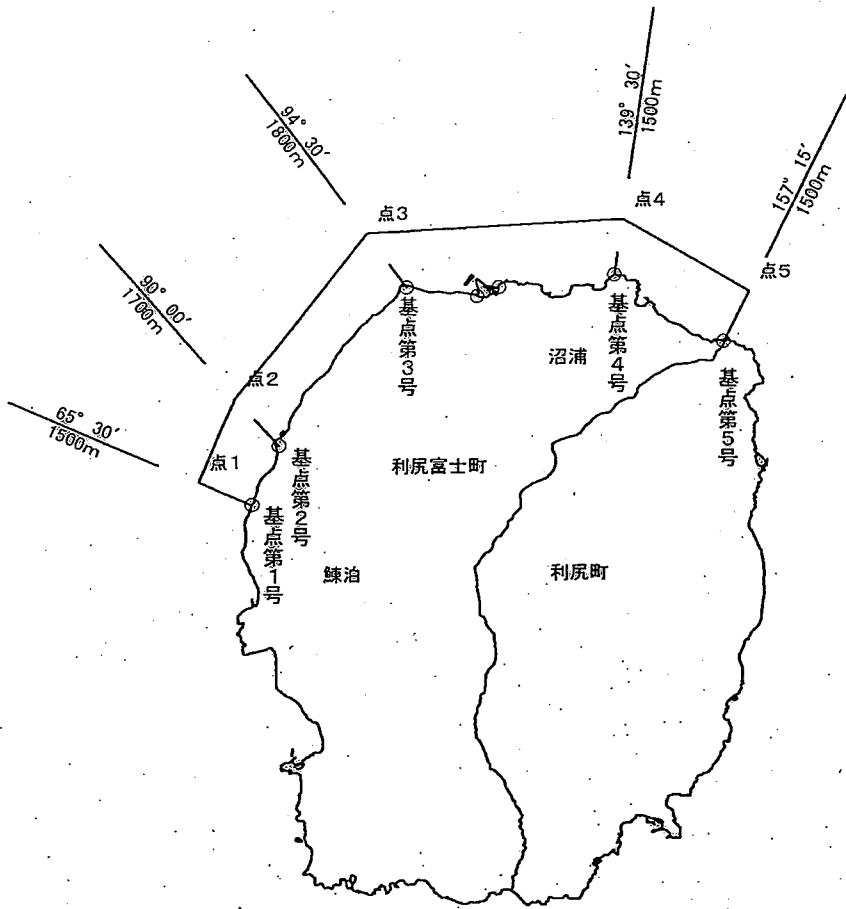 139° 30′
1500m
94° 30′
1800m
157° 15′
1500m
点4
点3
点5
90° 00′
1700m
基点第3号
基点第4号
沼浦
点2
基点第5号
65° 30′
1500m
点1
基点第2号
利尻富士町
基点第1号
鰊泊
利尻町